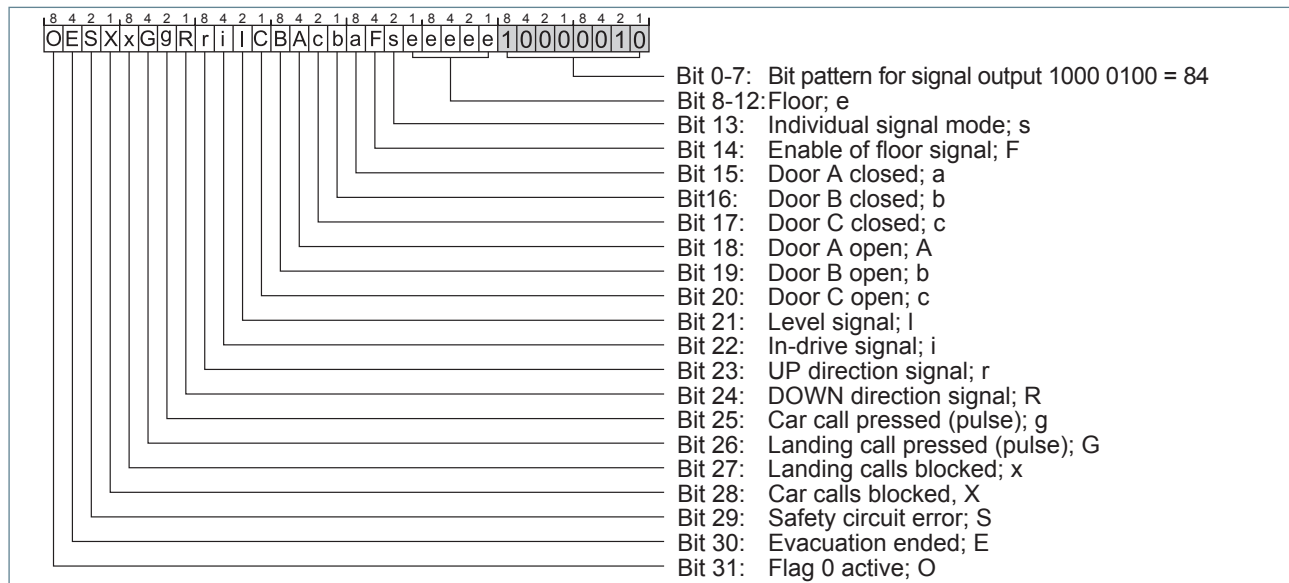 8 4 2 1 8 4 2 1 8 4 2 1 8 4 2 1 8 4 2 1 8 4 2 1 8 4 2 1 8 4 2 1
O E S X x G g R r i l C B A c b a F s e e e e e 1 0 0 0 0 0 1 0
Bit 0-7: Bit pattern for signal output 1000 0100 = 84
Bit 8-12: Floor; e
Bit 13: Individual signal mode; s
Bit 14: Enable of floor signal; F
Bit 15: Door A closed; a
Bit16: Door B closed; b
Bit 17: Door C closed; c
Bit 18: Door A open; A
Bit 19: Door B open; b
Bit 20: Door C open; c
Bit 21: Level signal; l
Bit 22: In-drive signal; i
Bit 23: UP direction signal; r
Bit 24: DOWN direction signal; R
Bit 25: Car call pressed (pulse); g
Bit 26: Landing call pressed (pulse); G
Bit 27: Landing calls blocked; x
Bit 28: Car calls blocked, X
Bit 29: Safety circuit error; S
Bit 30: Evacuation ended; E
Bit 31: Flag 0 active; O